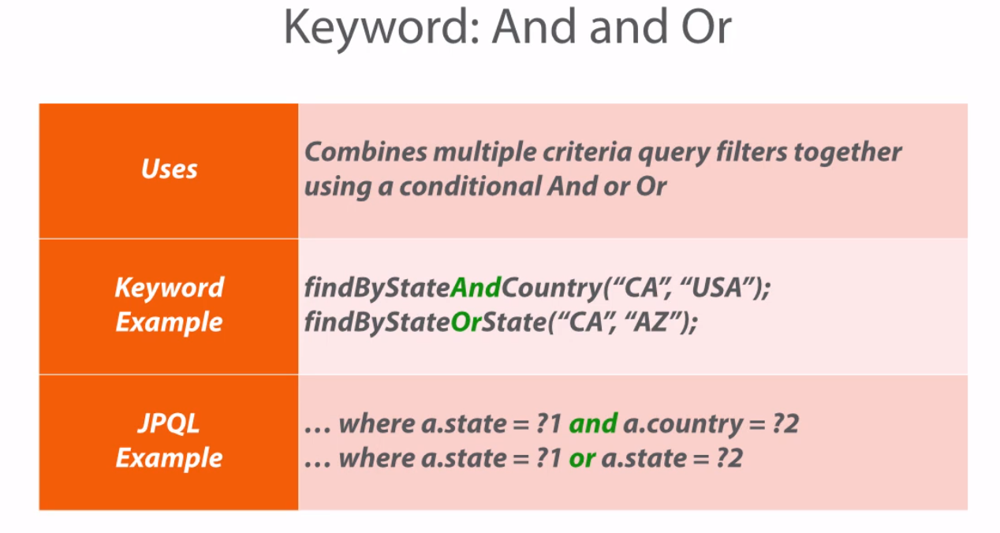 Keyword: And and Or
Uses
Combines multiple criteria query filters together
using a conditional And or Or
Keyword
Example
findByStateAndCountry(“CA”, “USA”);
findByStateOrState(“CA”, “AZ”);
JPQL
Example
… where a.state = ?1 and a.country = ?2
… where a.state = ?1 or a.state = ?2